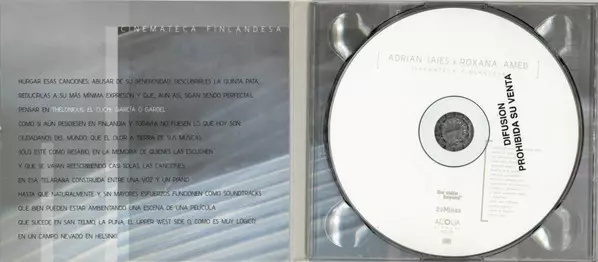 CINEMATECA FINLANDESA
HURGAR ESAS CANCIONES; ABUSAR DE SU BENEVOLENCIA, DESCUBRIRLES LA QUINTA PATA,
REDUCIRLAS A SU MÁS MÍNIMA EXPRESIÓN Y QUE, AÚN ASÍ, SIGAN SIENDO PERFECTAS.
PENSAR EN THELONIOUS, EL CUCHI, GARCÍA O GARDEL
COMO SI AÚN RESIDIESEN EN FINLANDIA Y TODAVÍA NO FUESEN LO QUE HOY SON:
CIUDADANOS DEL MUNDO, QUE EL OLOR A TIERRA DE SUS MÚSICAS,
SÓLO ESTÉ COMO RESABIO, EN LA MEMORIA DE QUIENES LAS ESCUCHEN
Y QUE SE VAYAN REESCRIBIENDO CASI SOLAS, LAS CANCIONES,
EN ESA TELARAÑA CONSTRUIDA ENTRE UNA VOZ Y UN PIANO.
HASTA QUE NATURALMENTE Y SIN MAYORES ESFUERZOS FUNCIONEN COMO SOUNDTRACKS
QUE BIEN PUEDEN ESTAR AMBIENTANDO UNA ESCENA DE UNA PELÍCULA
QUE SUCEDE EN SAN TELMO, LA PUNA, EL UPPER WEST SIDE O, COMO ES MUY LÓGICO
EN UN CAMPO NEVADO EN HELSINKI.
ADRIÁN IAIES & ROXANA AMED
[CINEMATECA FINLANDESA]
DIFUSION
PROHIBIDA SU VENTA
ACQUA